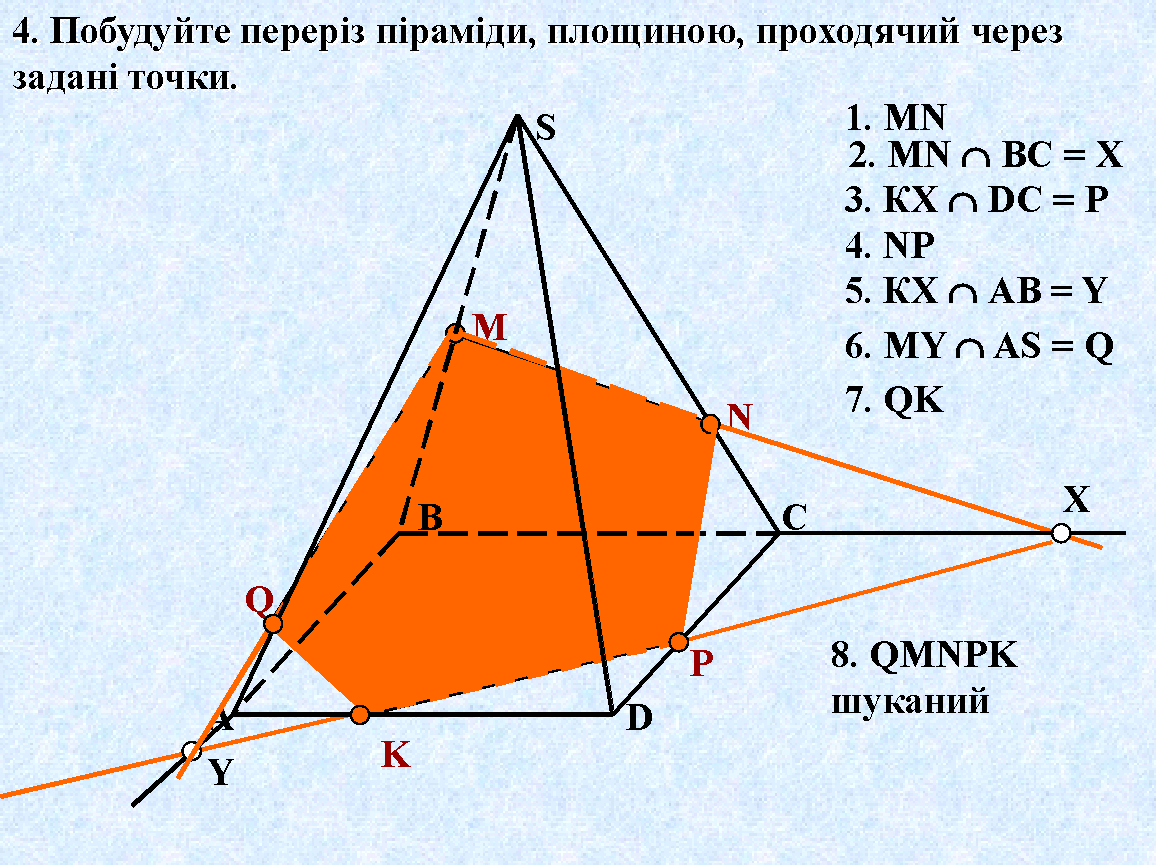 4. Побудуйте переріз піраміди, площиною, проходячий через
задані точки.
1. MN
2. MN ∩ BC = X
3. KX ∩ DC = P
4. NP
5. KX ∩ AB = Y
6. MY ∩ AS = Q
7. QK
S
M
N
X
B
C
Q
P
8. QMNPK
шуканий
A
D
K
Y